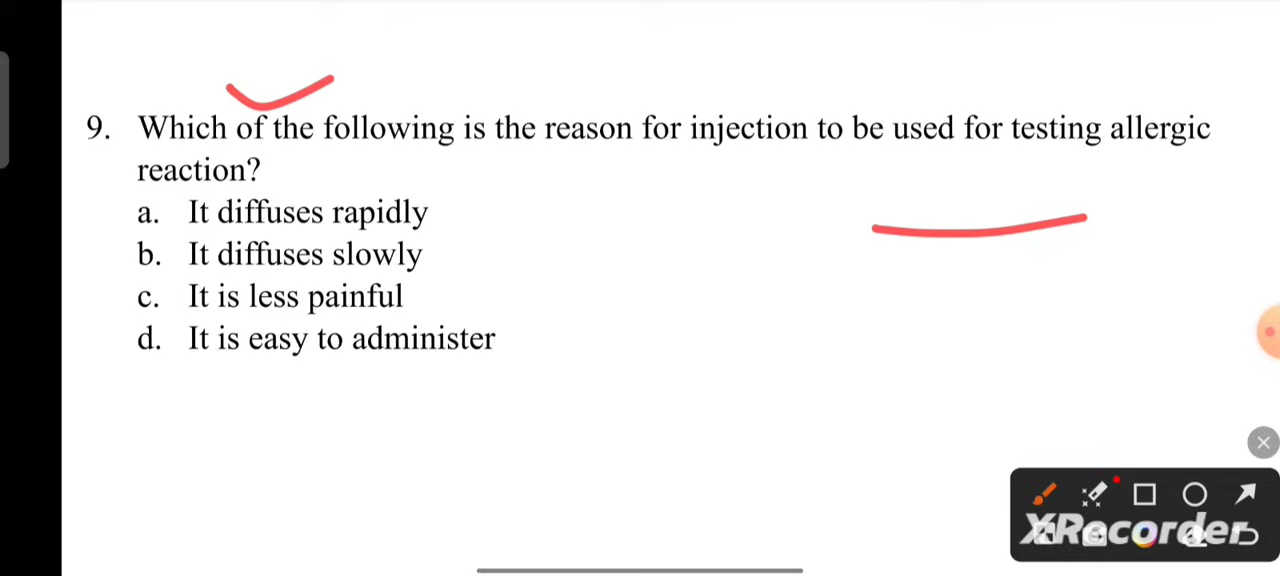 9. Which of the following is the reason for injection to be used for testing allergic
reaction?
a. It diffuses rapidly
b. It diffuses slowly
c. It is less painful
d. It is easy to administer
XRecorder